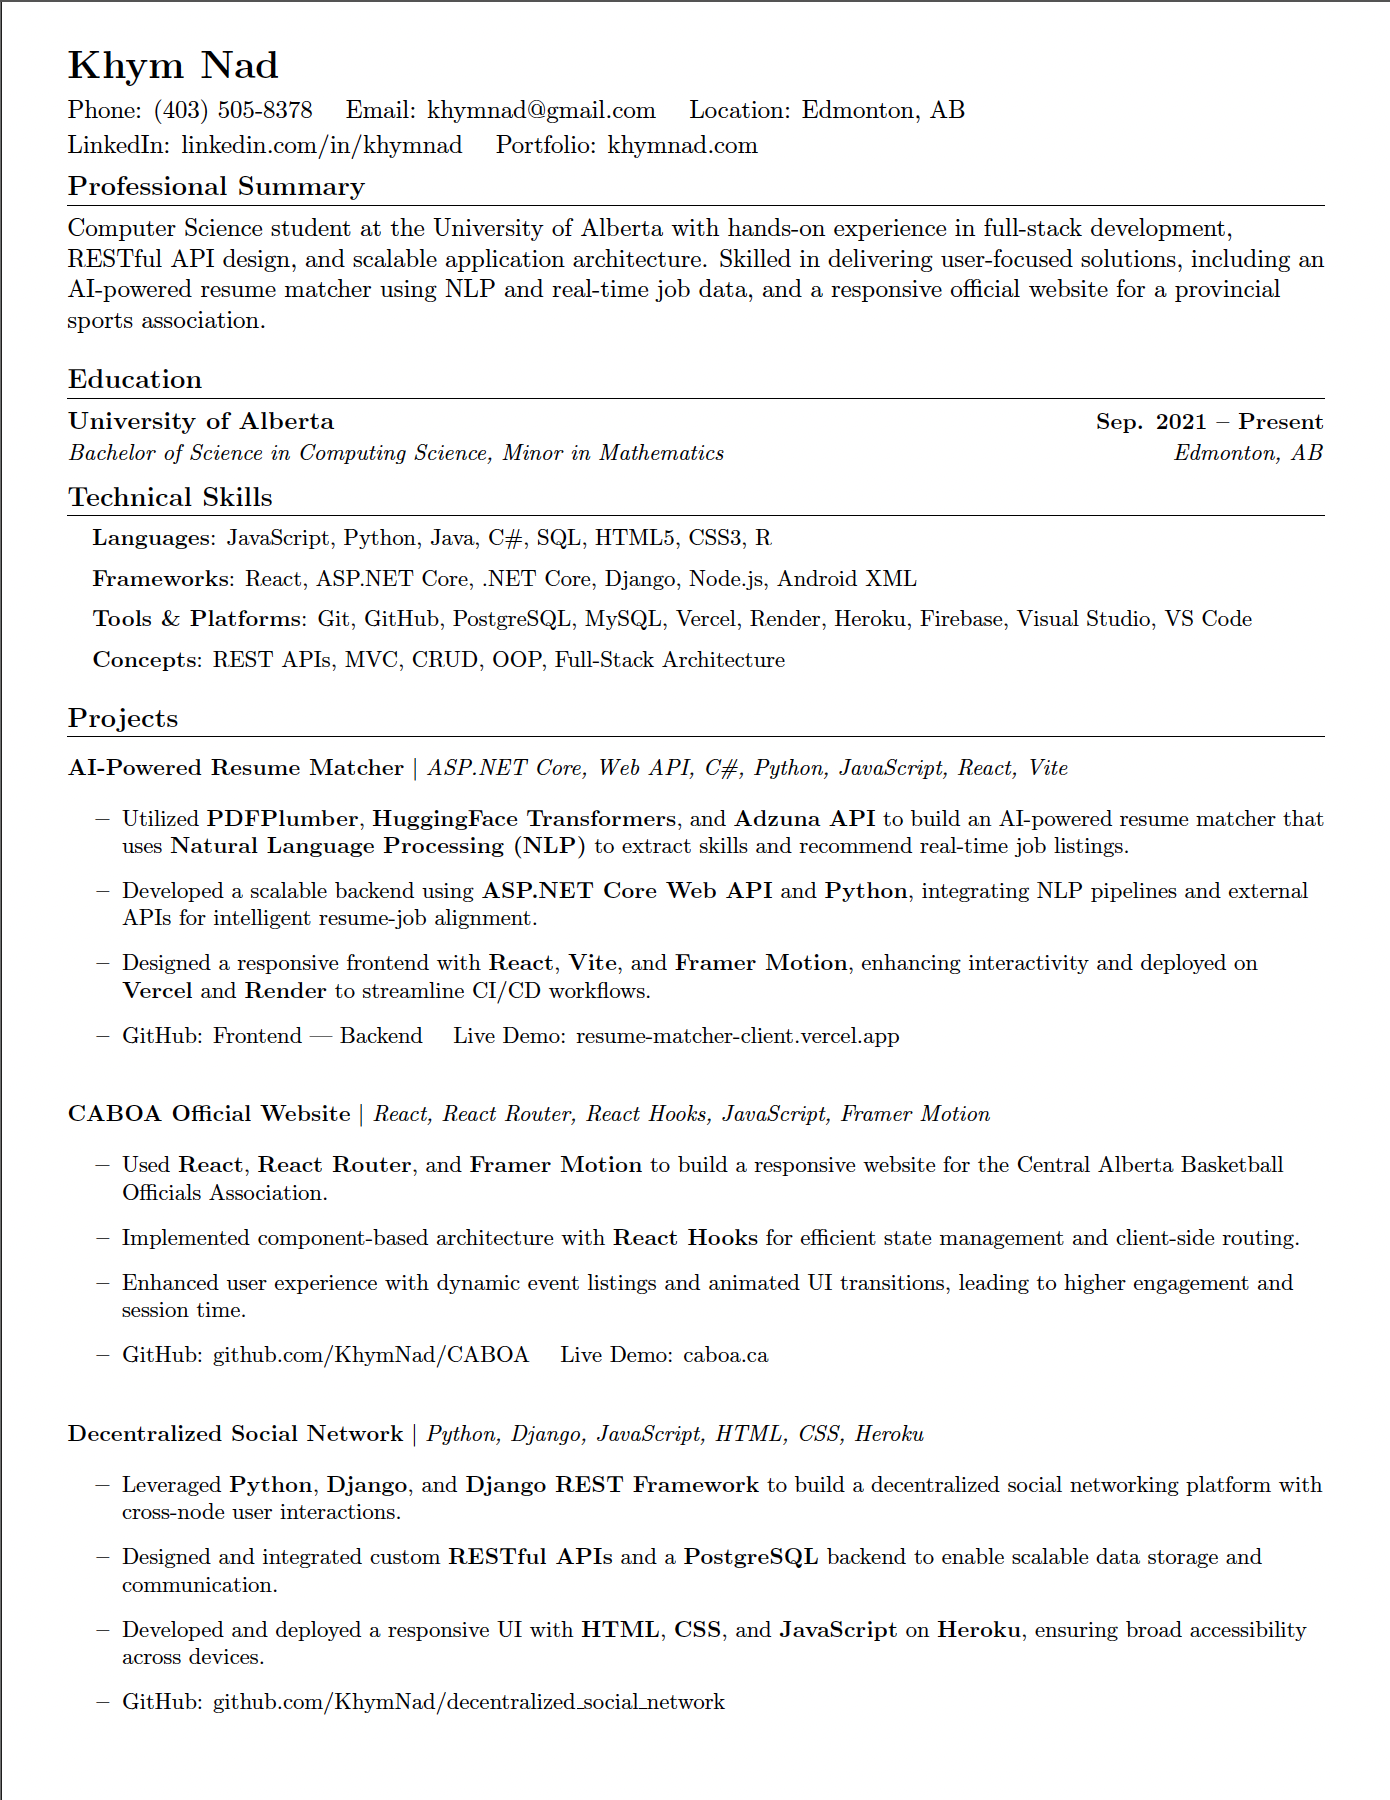 Khym Nad
Phone: (403) 505-8378 Email: khymnad@gmail.com Location: Edmonton, AB
LinkedIn: linkedin.com/in/khymnad Portfolio: khymnad.com
Professional Summary
Computer Science student at the University of Alberta with hands-on experience in full-stack development,
RESTful API design, and scalable application architecture. Skilled in delivering user-focused solutions, including an
AI-powered resume matcher using NLP and real-time job data, and a responsive official website for a provincial
sports association.
Education
University of Alberta Sep. 2021 – Present
Bachelor of Science in Computing Science, Minor in Mathematics Edmonton, AB
Technical Skills
Languages: JavaScript, Python, Java, C#, SQL, HTML5, CSS3, R
Frameworks: React, ASP.NET Core, .NET Core, Django, Node.js, Android XML
Tools & Platforms: Git, GitHub, PostgreSQL, MySQL, Vercel, Render, Heroku, Firebase, Visual Studio, VS Code
Concepts: REST APIs, MVC, CRUD, OOP, Full-Stack Architecture
Projects
AI-Powered Resume Matcher | ASP.NET Core, Web API, C#, Python, JavaScript, React, Vite
– Utilized PDFPlumber, HuggingFace Transformers, and Adzuna API to build an AI-powered resume matcher that
uses Natural Language Processing (NLP) to extract skills and recommend real-time job listings.
– Developed a scalable backend using ASP.NET Core Web API and Python, integrating NLP pipelines and external
APIs for intelligent resume-job alignment.
– Designed a responsive frontend with React, Vite, and Framer Motion, enhancing interactivity and deployed on
Vercel and Render to streamline CI/CD workflows.
– GitHub: Frontend — Backend Live Demo: resume-matcher-client.vercel.app
CABOA Official Website | React, React Router, React Hooks, JavaScript, Framer Motion
– Used React, React Router, and Framer Motion to build a responsive website for the Central Alberta Basketball
Officials Association.
– Implemented component-based architecture with React Hooks for efficient state management and client-side routing.
– Enhanced user experience with dynamic event listings and animated UI transitions, leading to higher engagement and
session time.
– GitHub: github.com/KhymNad/CABOA Live Demo: caboa.ca
Decentralized Social Network | Python, Django, JavaScript, HTML, CSS, Heroku
– Leveraged Python, Django, and Django REST Framework to build a decentralized social networking platform with
cross-node user interactions.
– Designed and integrated custom RESTful APIs and a PostgreSQL backend to enable scalable data storage and
communication.
– Developed and deployed a responsive UI with HTML, CSS, and JavaScript on Heroku, ensuring broad accessibility
across devices.
– GitHub: github.com/KhymNad/decentralized_social_network